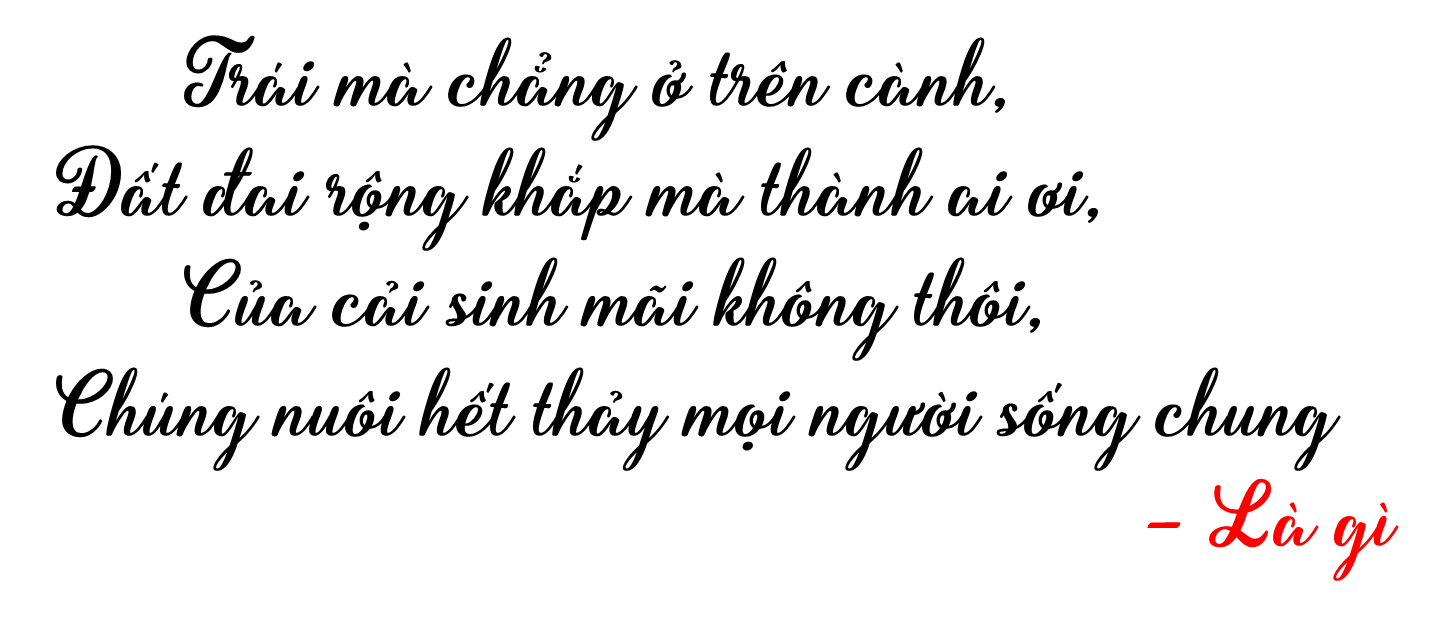 Trái mà chẳng ở trên cành,
Đất đai rộng khắp mà thành ai ơi,
Của cải sinh mãi không thôi,
Chúng nuôi hết thảy mọi người sống chung
- Là gì